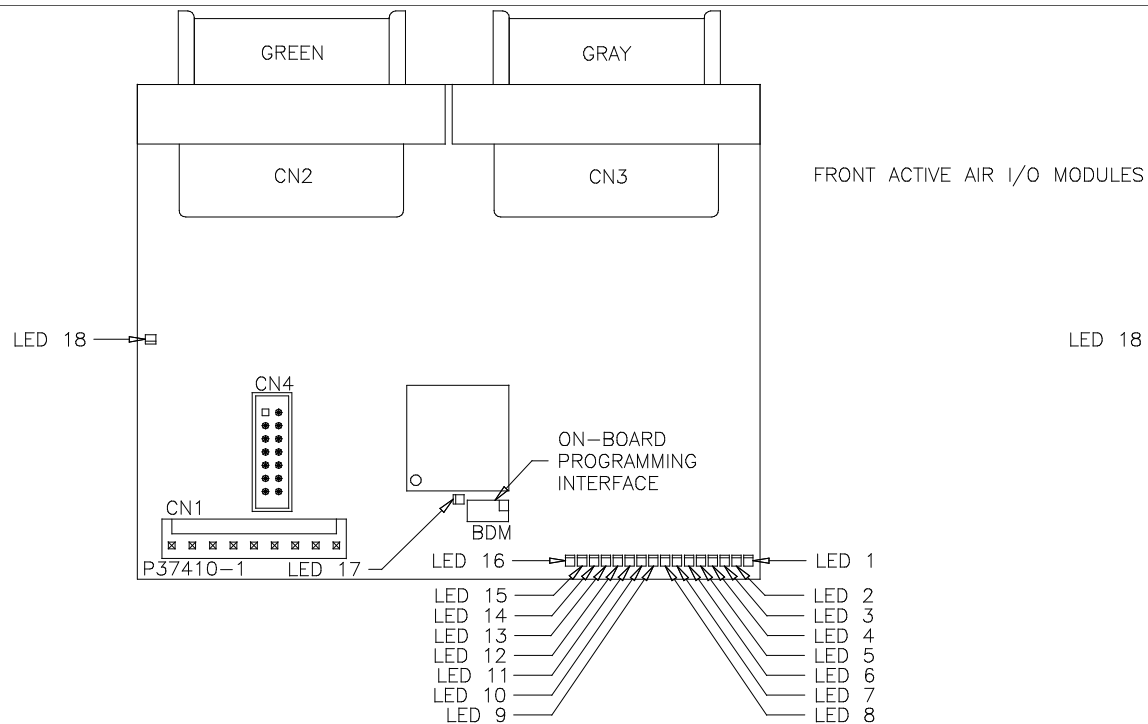 GREEN
GRAY
CN2
CN3
FRONT ACTIVE AIR I/O MODULES
LED 18
LED 18
CN4
ON-BOARD
PROGRAMMING
INTERFACE
CN1
BDM
P37410-1
LED 17
LED 16
LED 1
LED 15
LED 2
LED 14
LED 3
LED 13
LED 4
LED 12
LED 5
LED 11
LED 6
LED 10
LED 7
LED 9
LED 8